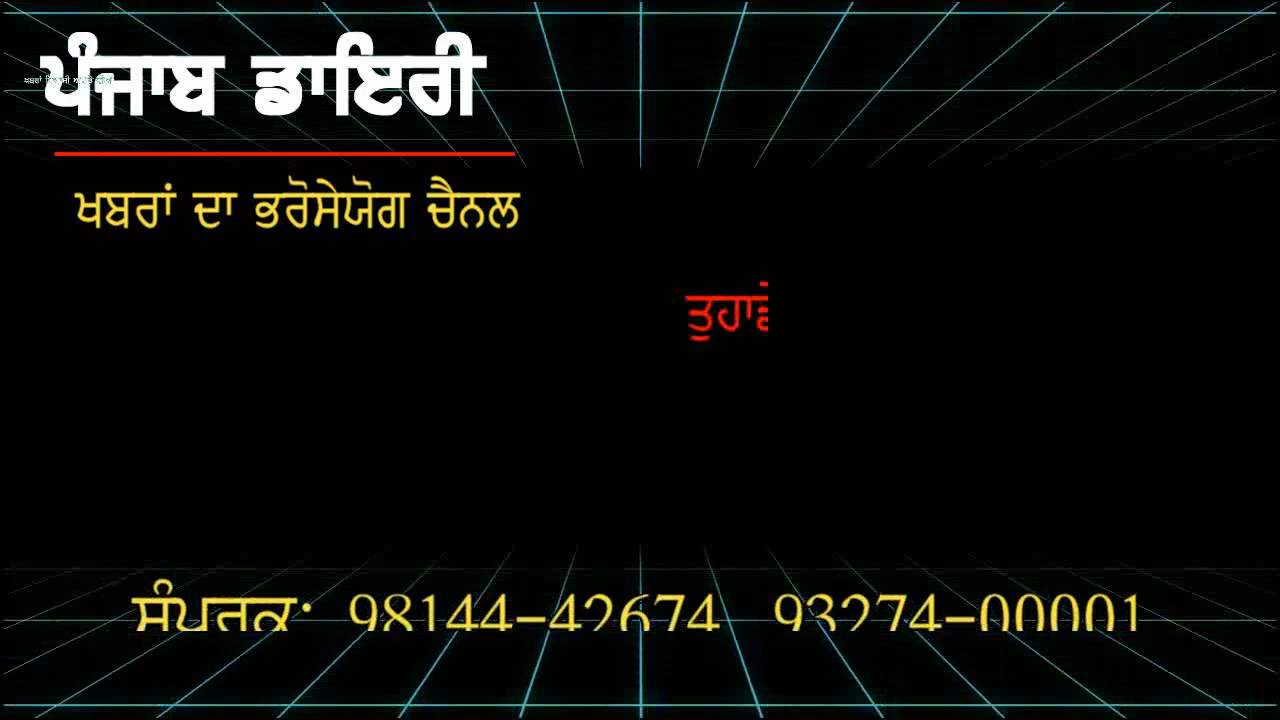 ਪੰਜਾਬ ਡਾਇਰੀ
ਖਬਰਾਂ ਦਾ ਭਰੋਸੇਯੋਗ ਚੈਨਲ
ਸੰਪਰਕ: 98144-42674 93274-00001